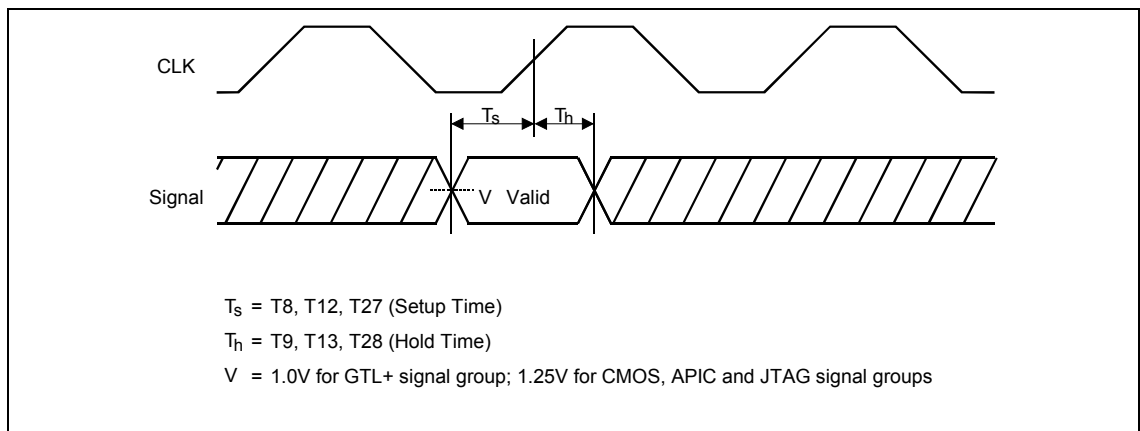 CLK
Ts Th
Signal
V Valid
Ts = T8, T12, T27 (Setup Time)
Th = T9, T13, T28 (Hold Time)
V = 1.0V for GTL+ signal group; 1.25V for CMOS, APIC and JTAG signal groups